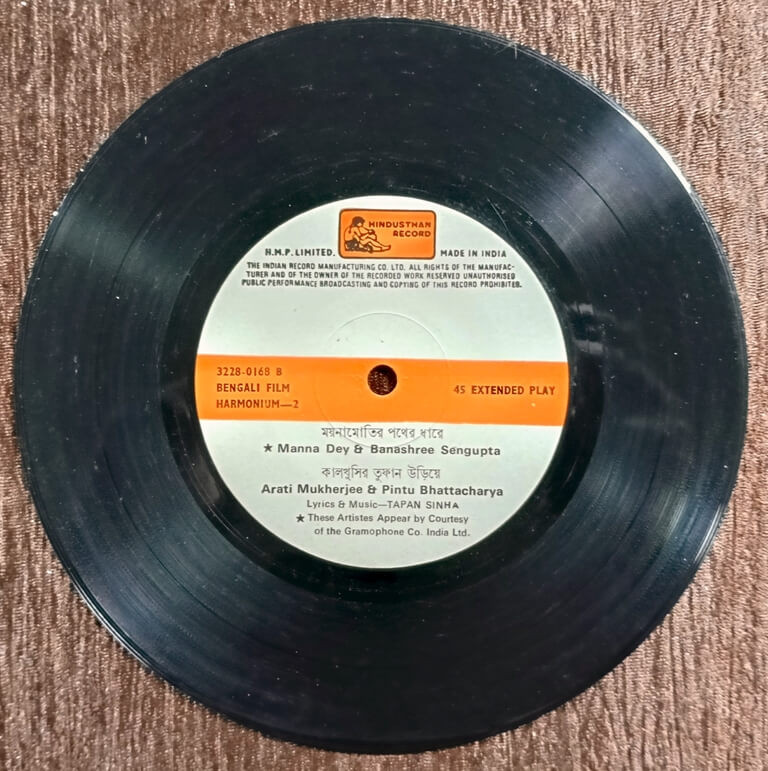 HINDUSTHAN
RECORD
H.M.P. LIMITED. MADE IN INDIA
THE INDIAN RECORD MANUFACTURING CO. LTD. ALL RIGHTS OF THE MANUFAC-
TURER AND OF THE OWNER OF THE RECORDED WORK RESERVED UNAUTHORISED
PUBLIC PERFORMANCE BROADCASTING AND COPYING OF THIS RECORD PROHIBITES.
3228-0168 B
BENGALI FILM 45 EXTENDED PLAY
HARMONIUM—2
ময়নামোতির পথের ধারে
★ Manna Dey & Banashree Sengupta
কালখুসির তুফান উড়িয়ে
Arati Mukherjee & Pintu Bhattacharya
Lyrics & Music—TAPAN SINHA
★ These Artistes Appear by Courtesy
of the Gramophone Co. India Ltd.